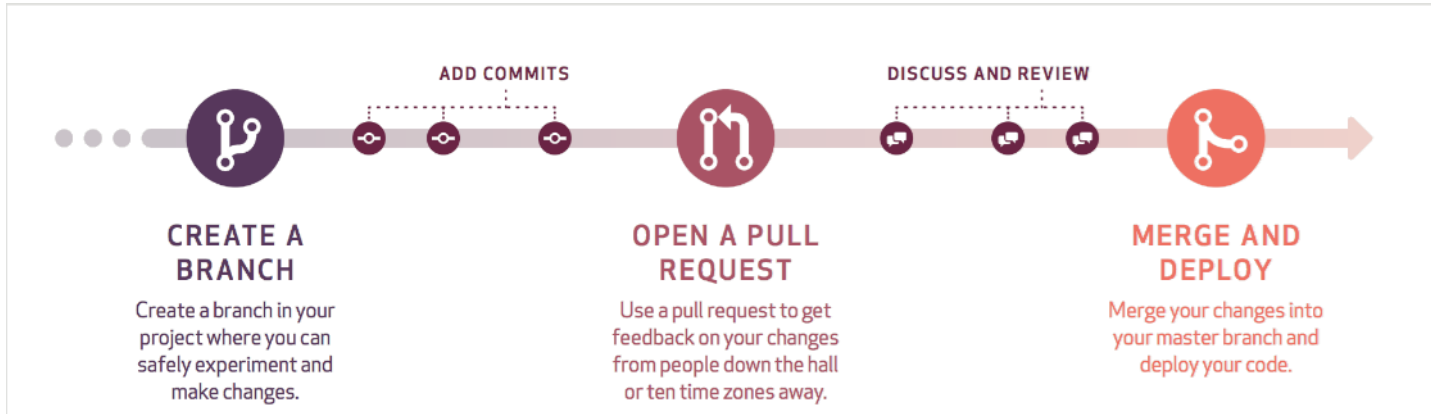 ADD COMMITS
DISCUSS AND REVIEW
CREATE A
BRANCH
Create a branch in your
project where you can
safely experiment and
make changes.
OPEN A PULL
REQUEST
Use a pull request to get
feedback on your changes
from people down the hall
or ten time zones away.
MERGE AND
DEPLOY
Merge your changes into
your master branch and
deploy your code.